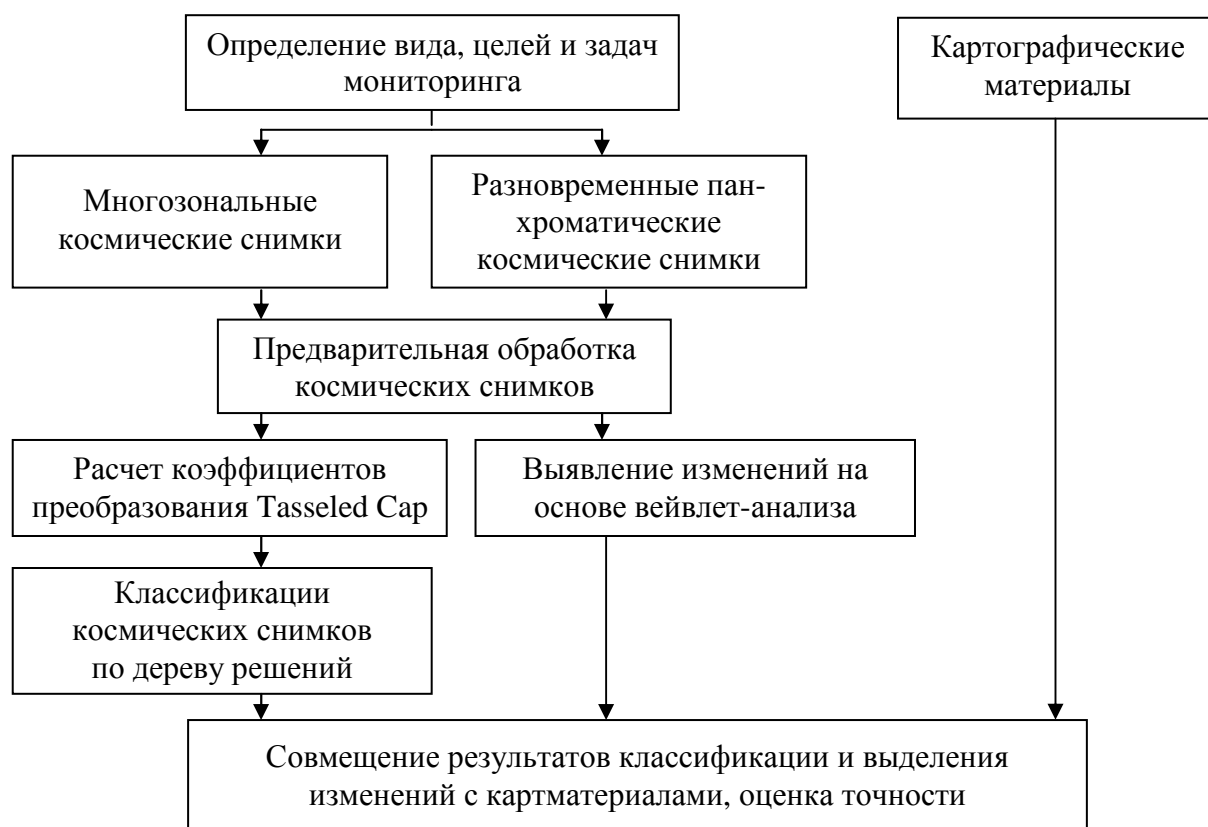 Определение вида, целей и задач
мониторинга
Картографические
материалы
Многозональные
космические снимки
Разновременные пан-
хроматические
космические снимки
Предварительная обработка
космических снимков
Расчет коэффициентов
преобразования Tasseled Cap
Выявление изменений на
основе вейвлет-анализа
Классификации
космических снимков
по дереву решений
Совмещение результатов классификации и выделения
изменений с картматериалами, оценка точности